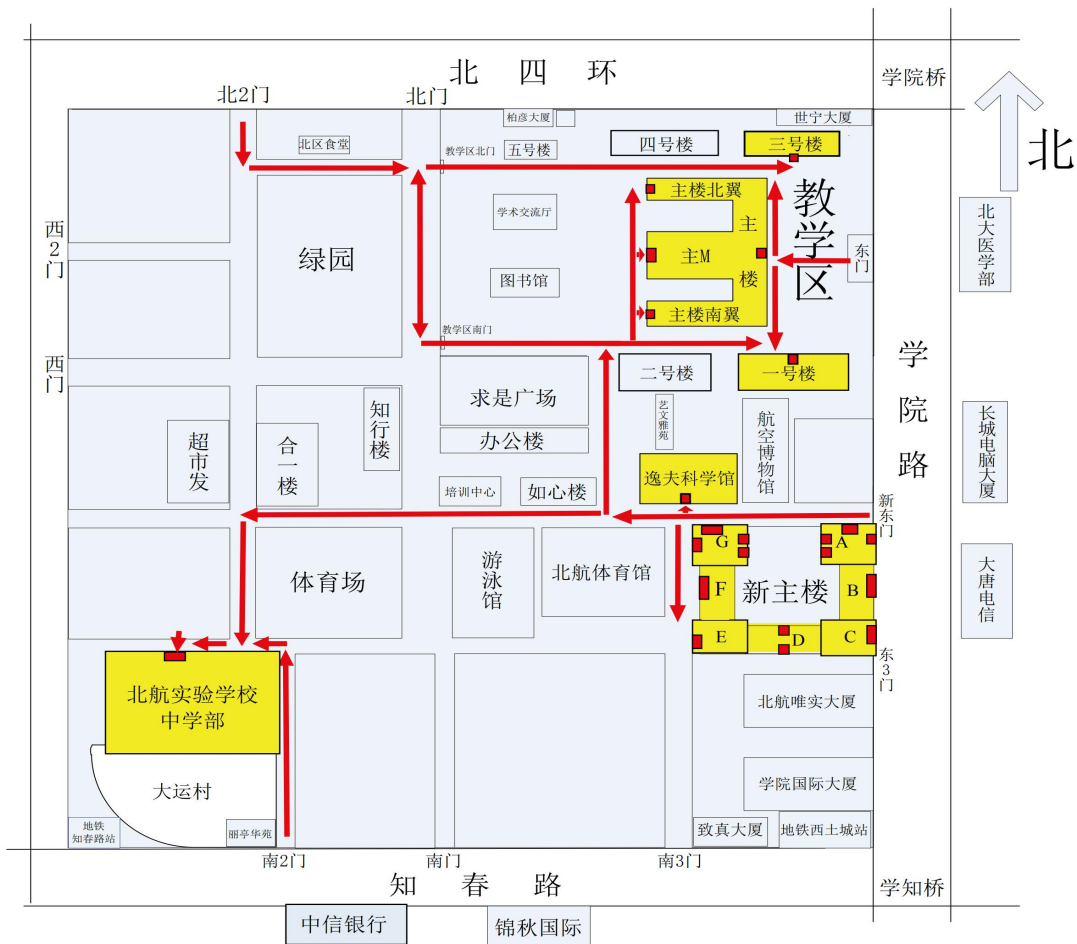 北四环
学院桥
北2门
北门
柏彦大厦
世宁大厦
北
北区食堂
教学区北门
五号楼
四号楼
三号楼
主楼北翼
教学区
北大医学部
西2门
绿园
学术交流厅
主楼
主M
东门
图书馆
主楼南翼
教学区南门
西门
学院路
二号楼
一号楼
求是广场
知行楼
艺文雅苑
航空博物馆
长城电脑大厦
超市发
合一楼
办公楼
逸夫科学馆
培训中心
如心楼
新东门
G
A
体育场
游泳馆
北航体育馆
F
新主楼
B
大唐电信
E
D
C
东3门
北航实验学校
中学部
北航唯实大厦
大运村
学院国际大厦
地铁
知春路站
丽亭华苑
致真大厦
地铁西土城站
南2门
南门
南3门
知春路
学知桥
中信银行
锦秋国际